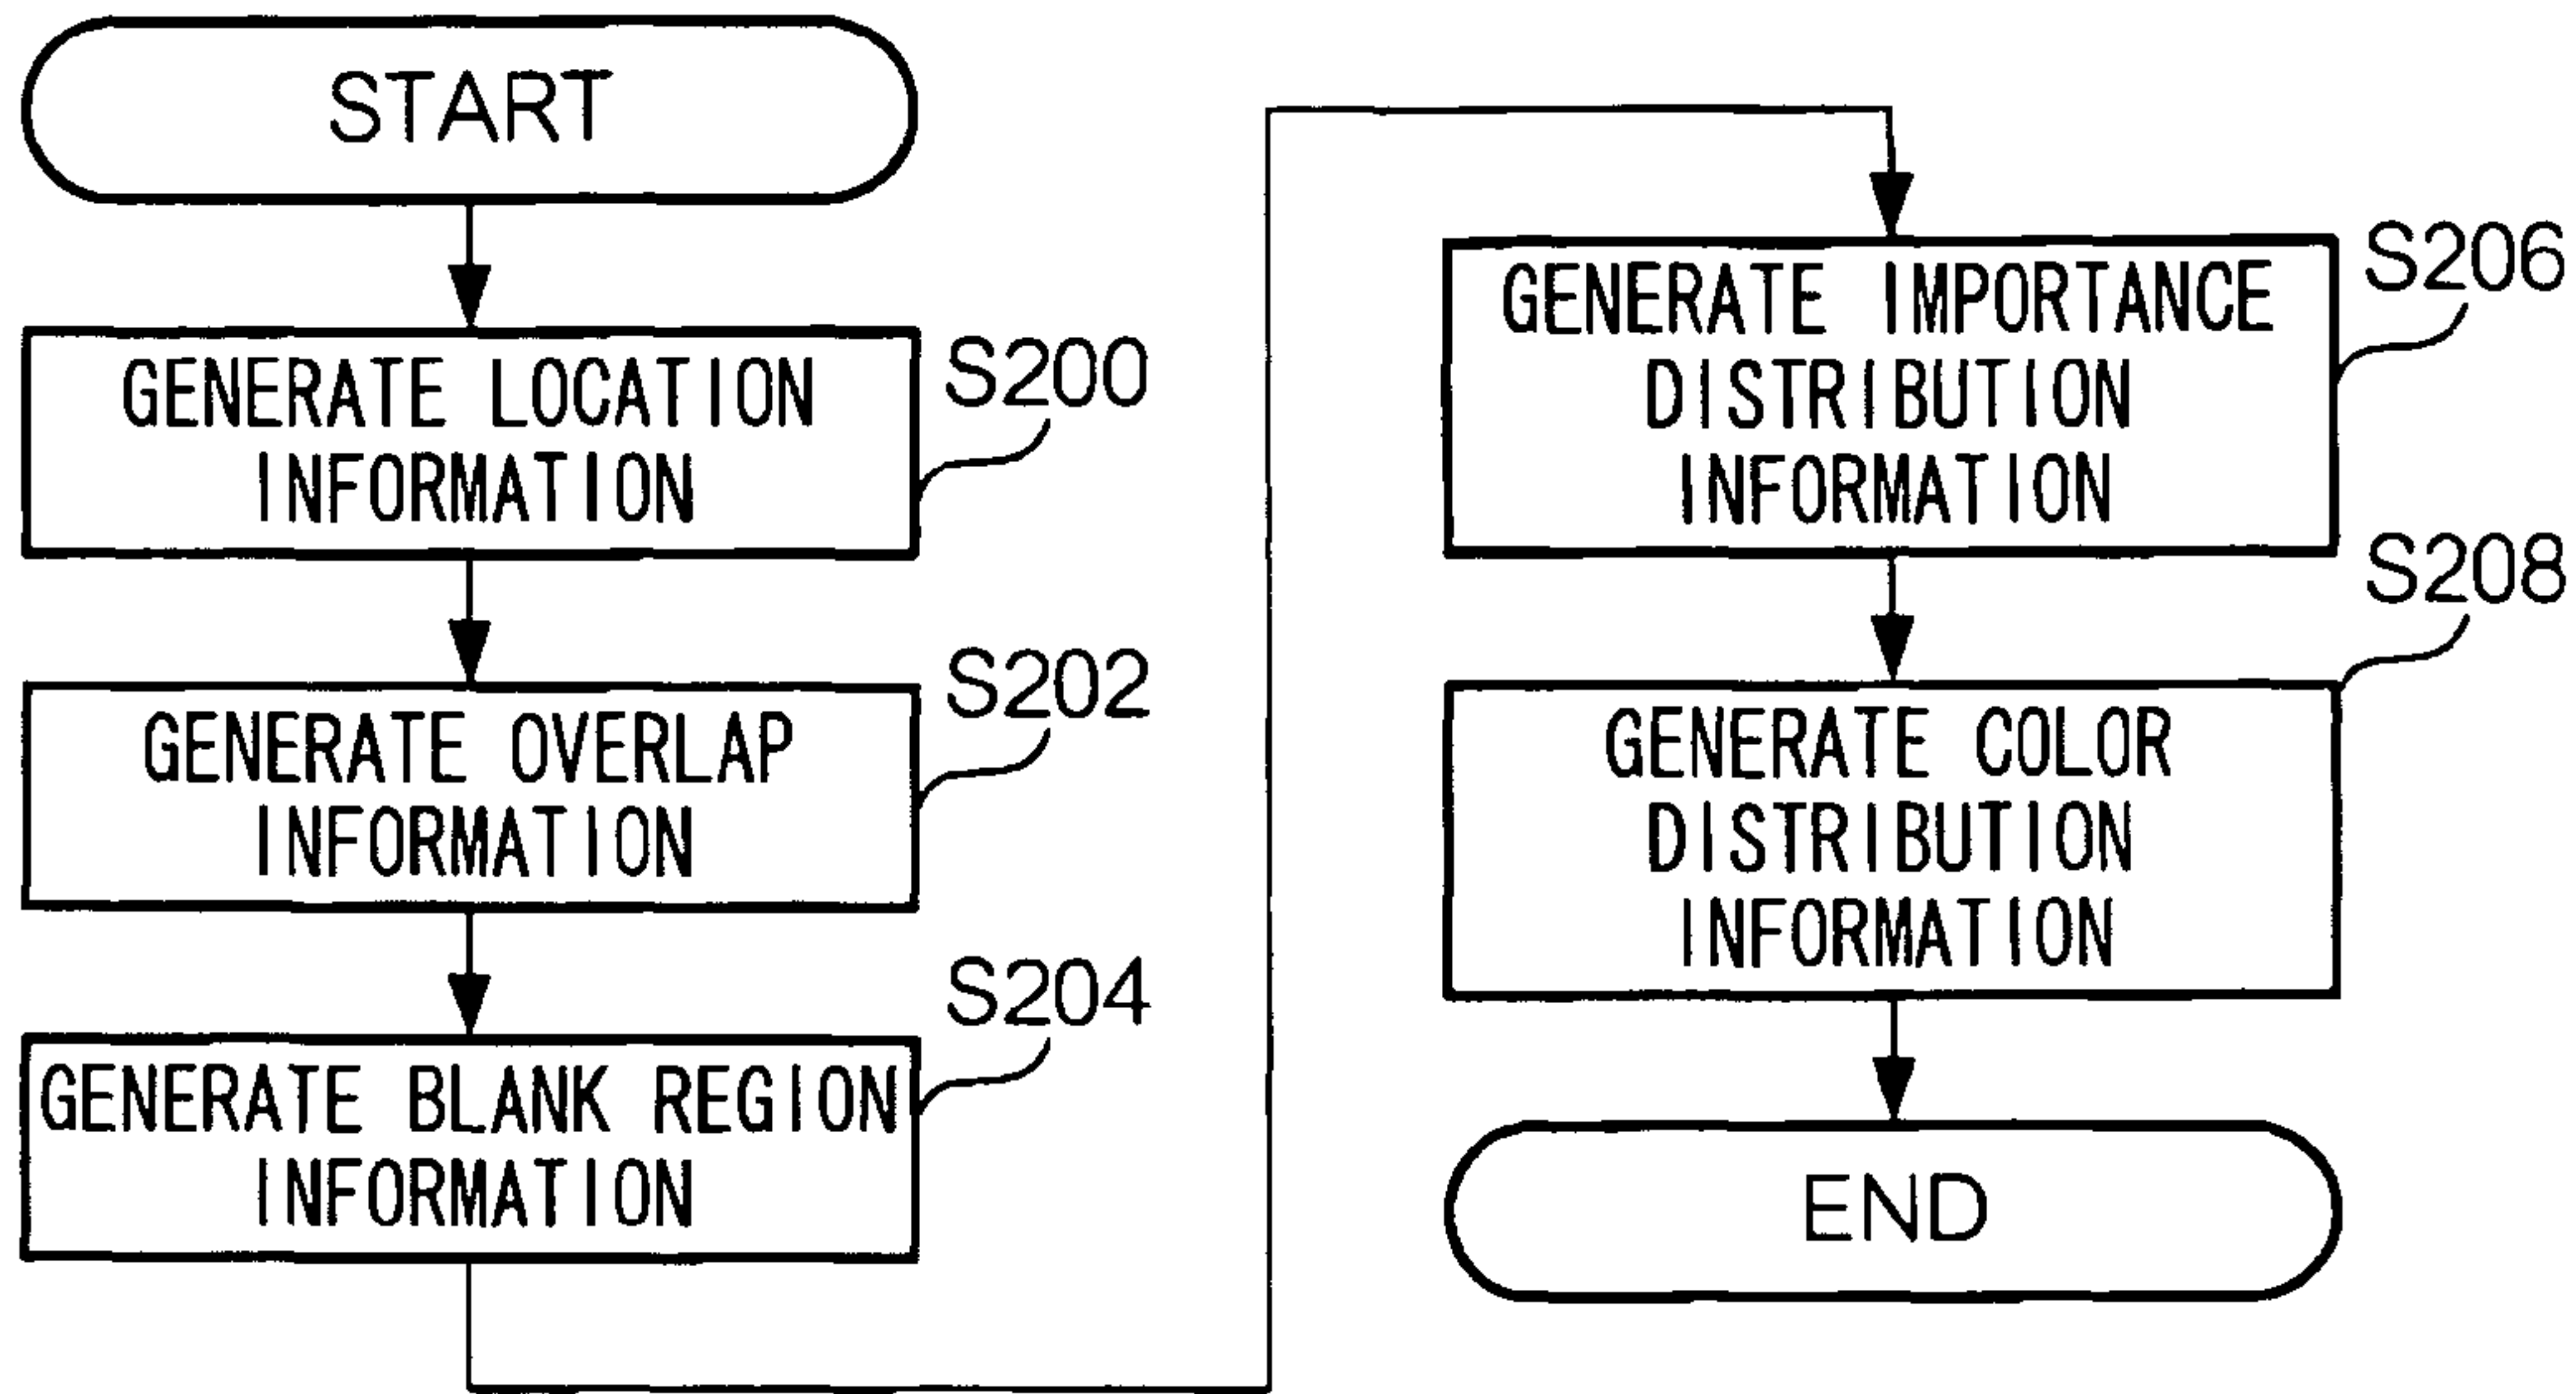 START
GENERATE LOCATION
INFORMATION
S200
GENERATE OVERLAP
INFORMATION
S202
GENERATE BLANK REGION
INFORMATION
S204
GENERATE IMPORTANCE
DISTRIBUTION
INFORMATION
S206
GENERATE COLOR
DISTRIBUTION
INFORMATION
S208
END